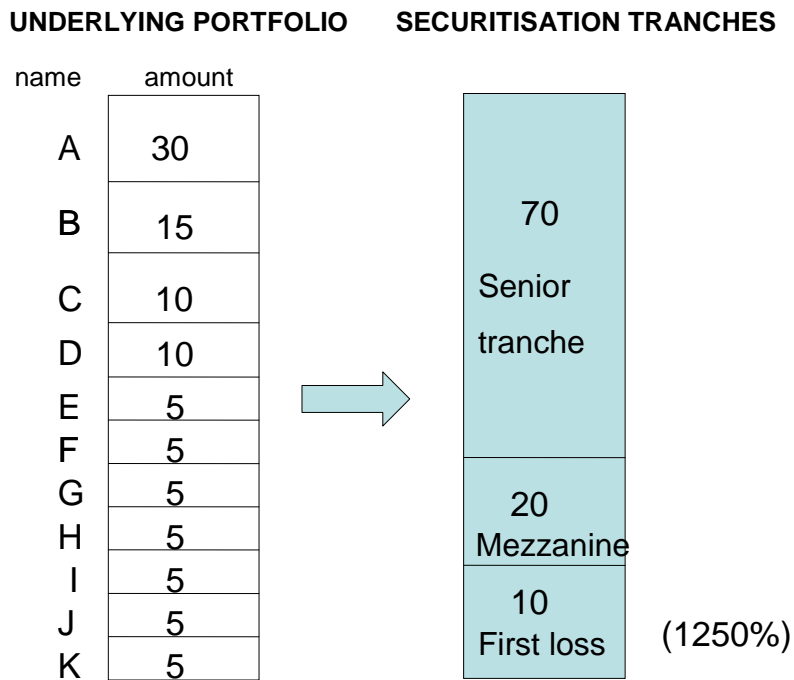 UNDERLYING PORTFOLIO SECURITISATION TRANCHES
name amount
A 30
B 15
C 10
D 10
E 5
F 5
G 5
H 5
I 5
J 5
K 5
70
Senior
tranche
20
Mezzanine
10
First loss
(1250%)